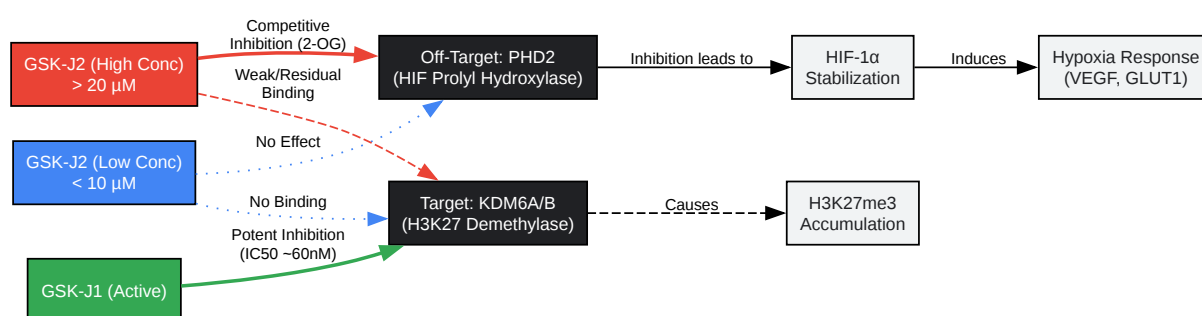 Competitive
Inhibition (2-OG)
GSK-J2 (High Conc)
> 20 µM
Off-Target: PHD2
(HIF Prolyl Hydroxylase)
Inhibition leads to
HIF-1α
Stabilization
Induces
Hypoxia Response
(VEGF, GLUT1)
Weak/Residual
Binding
GSK-J2 (Low Conc)
< 10 µM
No Effect
No Binding
Target: KDM6A/B
(H3K27 Demethylase)
Causes
H3K27me3
Accumulation
Potent Inhibition
(IC50 ~60nM)
GSK-J1 (Active)